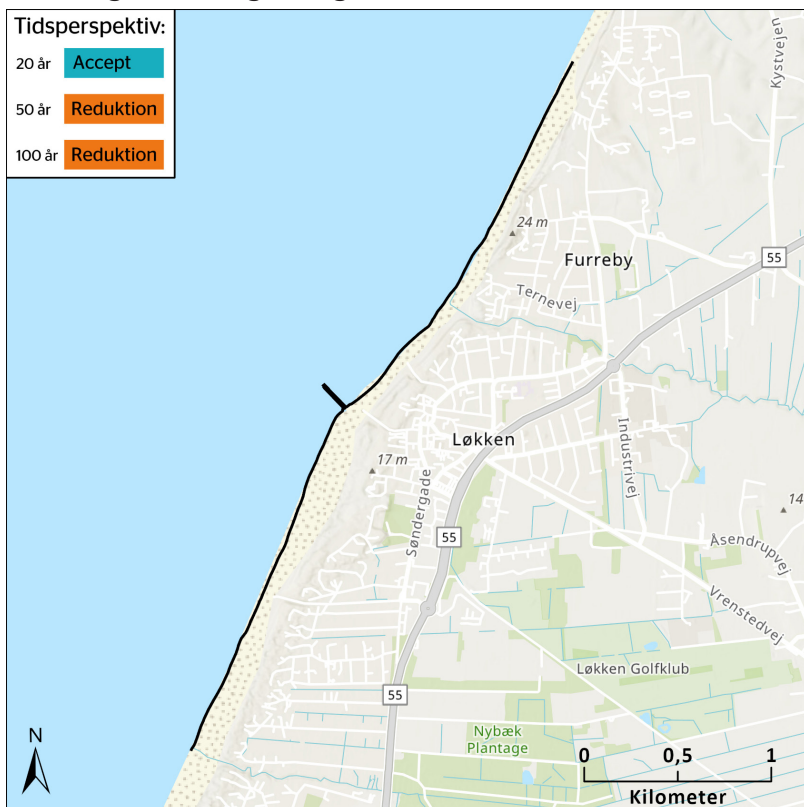 Tidsperspektiv:
20 år Accept
50 år Reduktion
100 år Reduktion
Kystvejen
24 m
Furreby
55
Ternevej
Løkken
Industrivej
17 m
Søndergade
14
55
Åsendrupvej
Vrenstedvej
Løkken Golfklub
55
Nybæk
Plantage
N
0 0,5 1
Kilometer